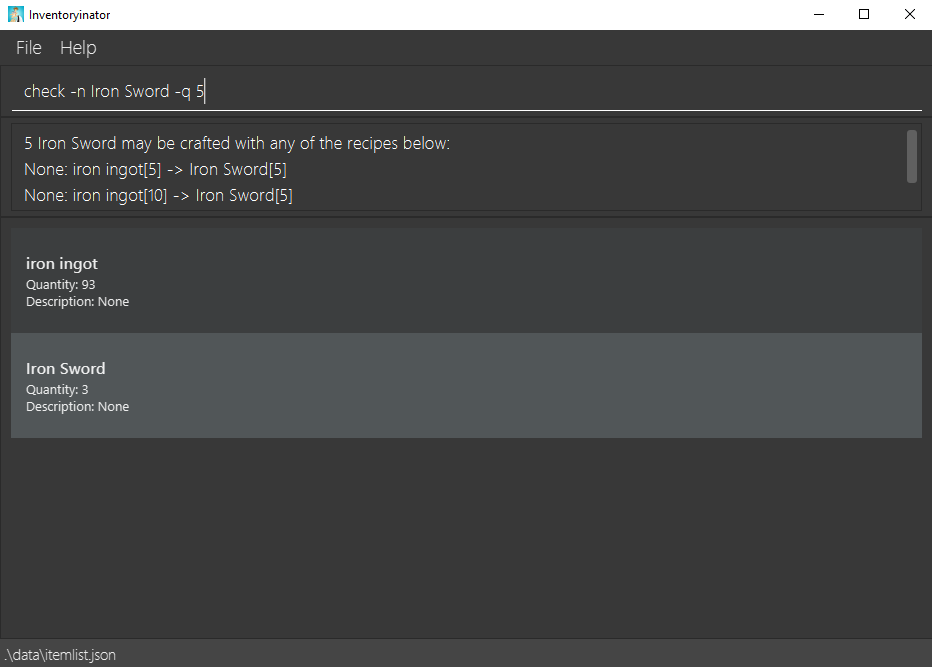 Inventoryinator
File Help
check -n Iron Sword -q 5
5 Iron Sword may be crafted with any of the recipes below:
None: iron ingot[5] -> Iron Sword[5]
None: iron ingot[10] -> Iron Sword[5]
iron ingot
Quantity: 93
Description: None
Iron Sword
Quantity: 3
Description: None
.\data\itemlist.json